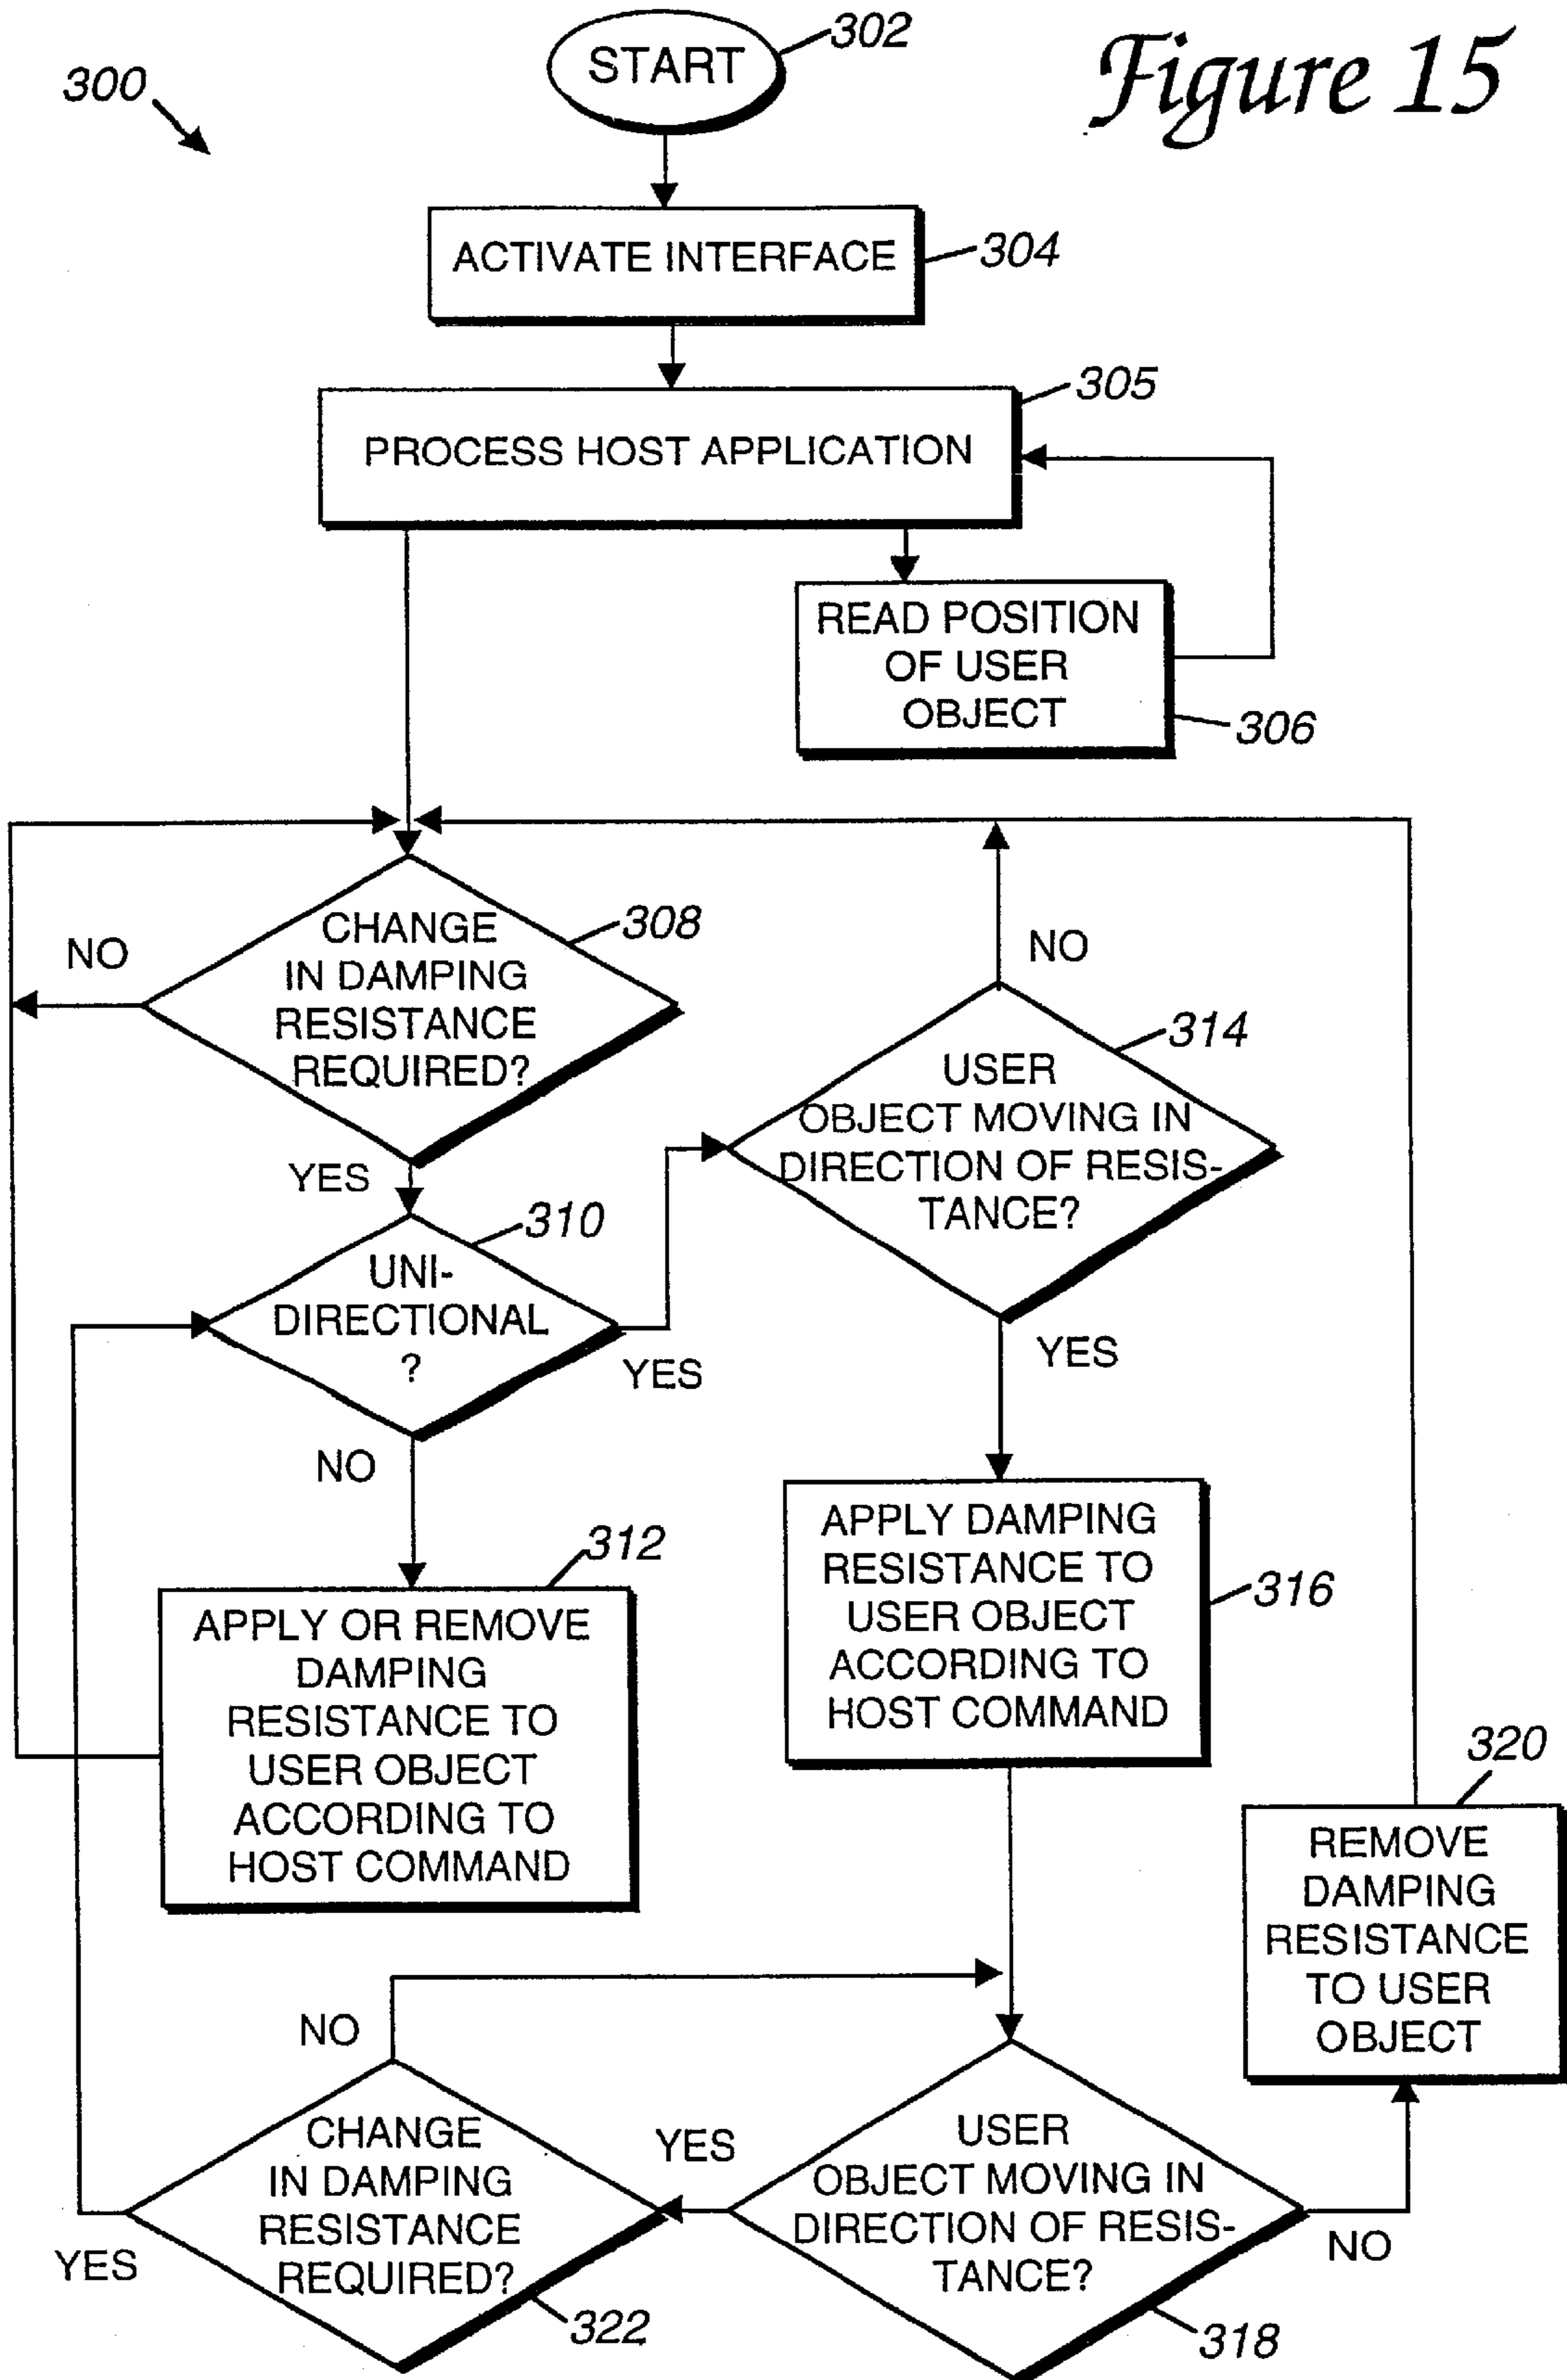 302
START
Figure 15
300
ACTIVATE INTERFACE
304
305
PROCESS HOST APPLICATION
READ POSITION
OF USER
OBJECT
306
CHANGE
IN DAMPING
RESISTANCE
REQUIRED?
308
NO
NO
314
USER
OBJECT MOVING IN
DIRECTION OF RESIS-
TANCE?
YES
310
UNI-
DIRECTIONAL
?
YES
YES
NO
312
APPLY OR REMOVE
DAMPING
RESISTANCE TO
USER OBJECT
ACCORDING TO
HOST COMMAND
APPLY DAMPING
RESISTANCE TO
USER OBJECT
ACCORDING TO
HOST COMMAND
316
320
REMOVE
DAMPING
RESISTANCE
TO USER
OBJECT
NO
CHANGE
IN DAMPING
RESISTANCE
REQUIRED?
YES
322
YES
USER
OBJECT MOVING IN
DIRECTION OF RESIS-
TANCE?
NO
318